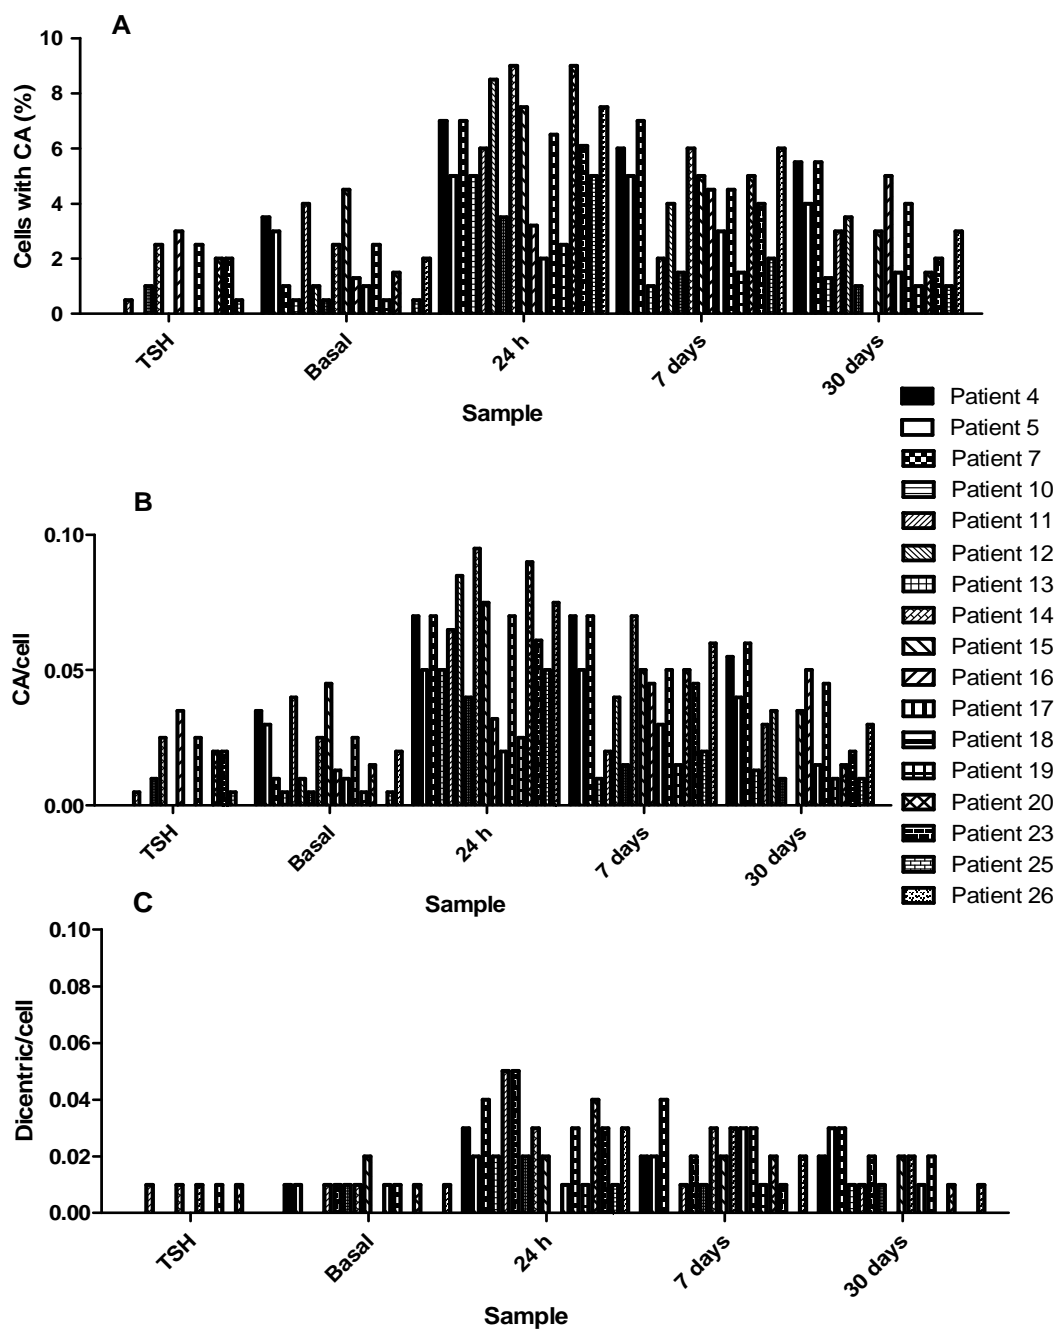 A
10
8
6
4
2
0
Cells with CA (%)
TSH
Basal
24 h
7 days
30 days
Sample
Patient 4
Patient 5
Patient 7
Patient 10
Patient 11
Patient 12
Patient 13
Patient 14
Patient 15
Patient 16
Patient 17
Patient 18
Patient 19
Patient 20
Patient 23
Patient 25
Patient 26
B
0.10
0.05
0.00
CA/cell
TSH
Basal
24 h
7 days
30 days
Sample
C
0.10
0.08
0.06
0.04
0.02
0.00
Dicentric/cell
TSH
Basal
24 h
7 days
30 days
Sample